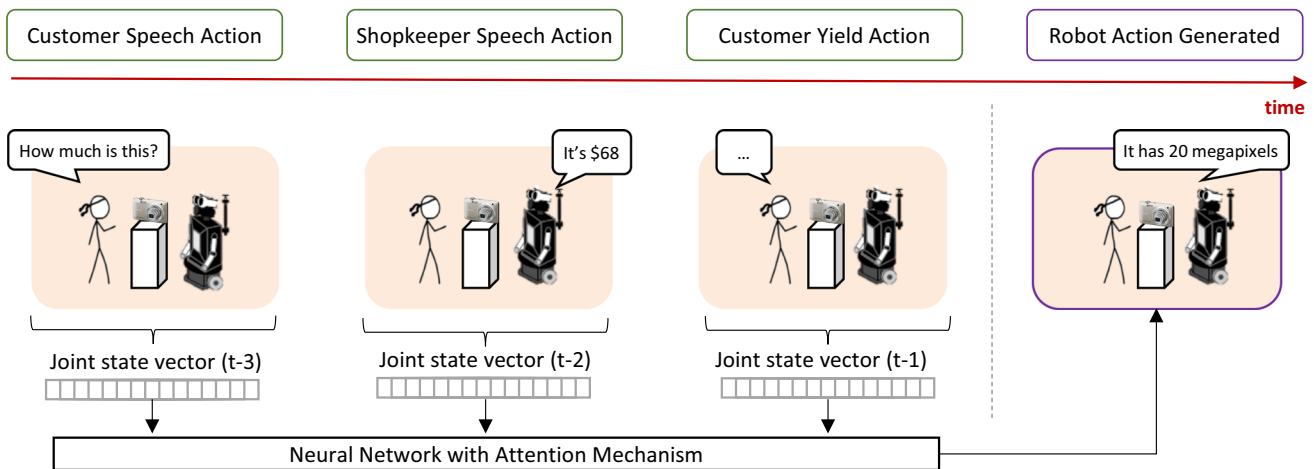 Customer Speech Action
Shopkeeper Speech Action
Customer Yield Action
Robot Action Generated
time
How much is this?
It's $68
...
It has 20 megapixels
Joint state vector (t-3)
Joint state vector (t-2)
Joint state vector (t-1)
Neural Network with Attention Mechanism